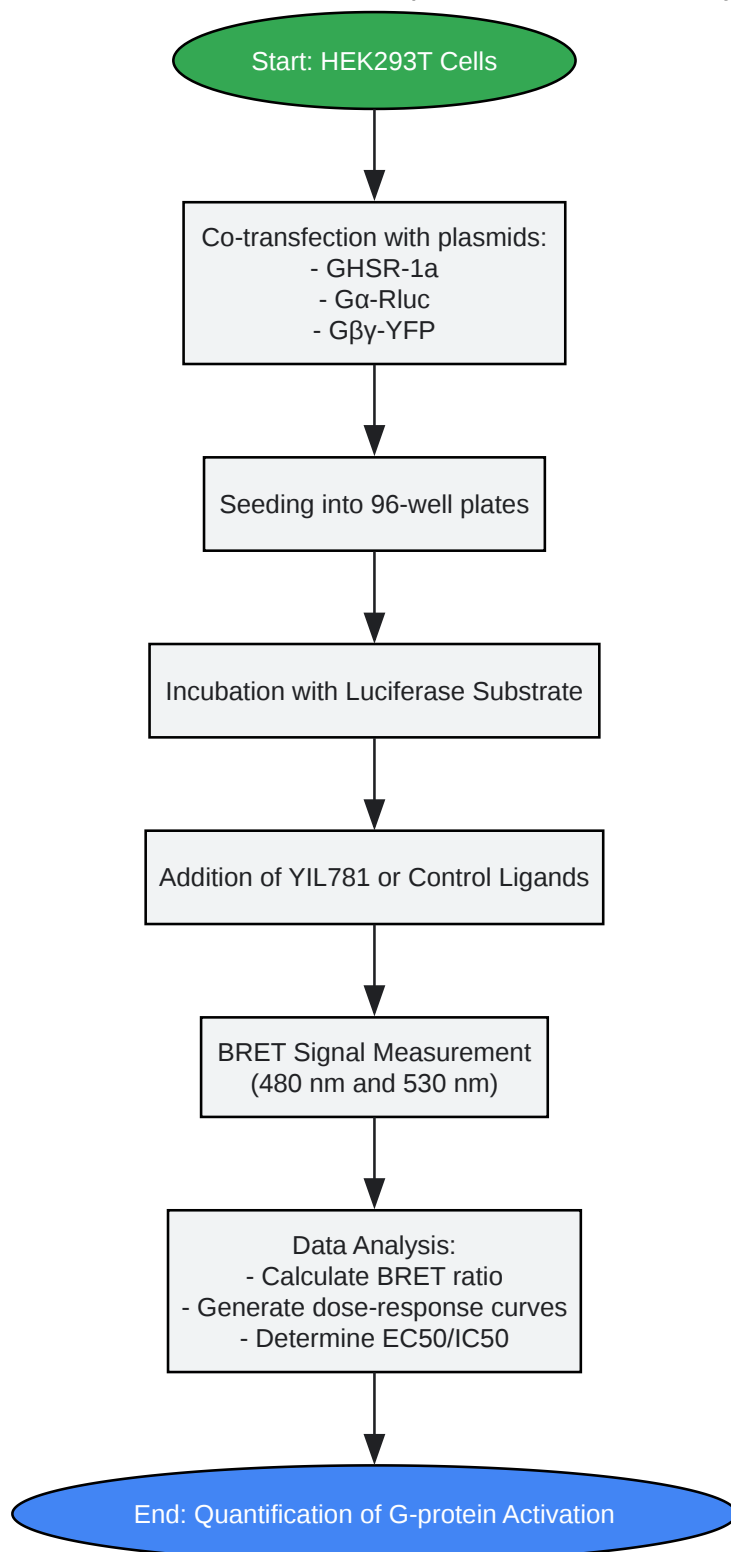 Start: HEK293T Cells
Co-transfection with plasmids:
- GHSR-1a
- Gα-Rluc
- Gβγ-YFP
Seeding into 96-well plates
Incubation with Luciferase Substrate
Addition of YIL781 or Control Ligands
BRET Signal Measurement
(480 nm and 530 nm)
Data Analysis:
- Calculate BRET ratio
- Generate dose-response curves
- Determine EC50/IC50
End: Quantification of G-protein Activation